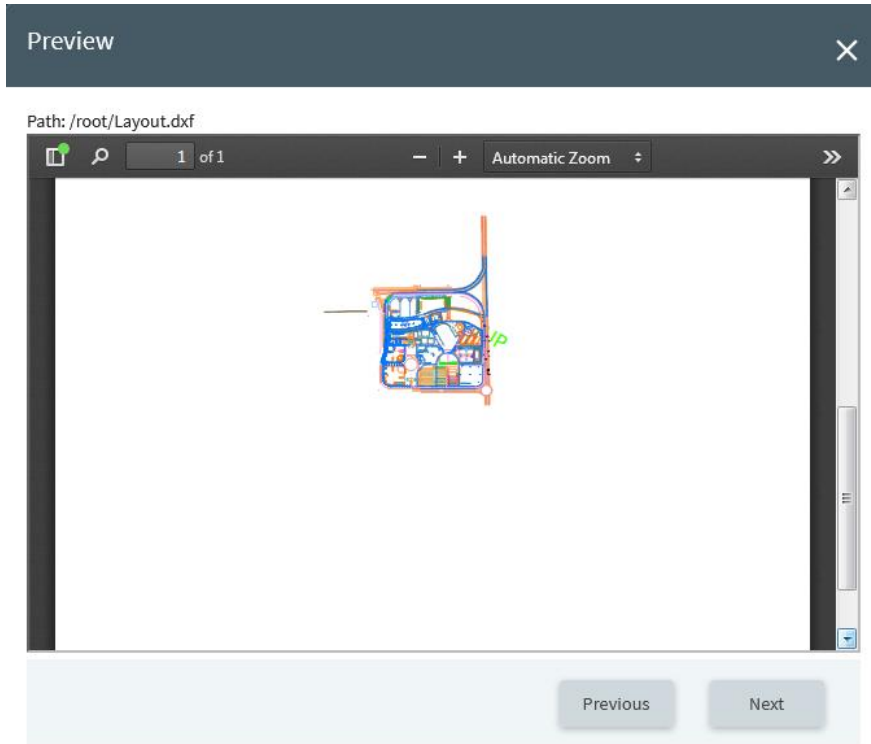 Preview
Path: /root/Layout.dxf
1 of 1
Automatic Zoom
Previous
Next